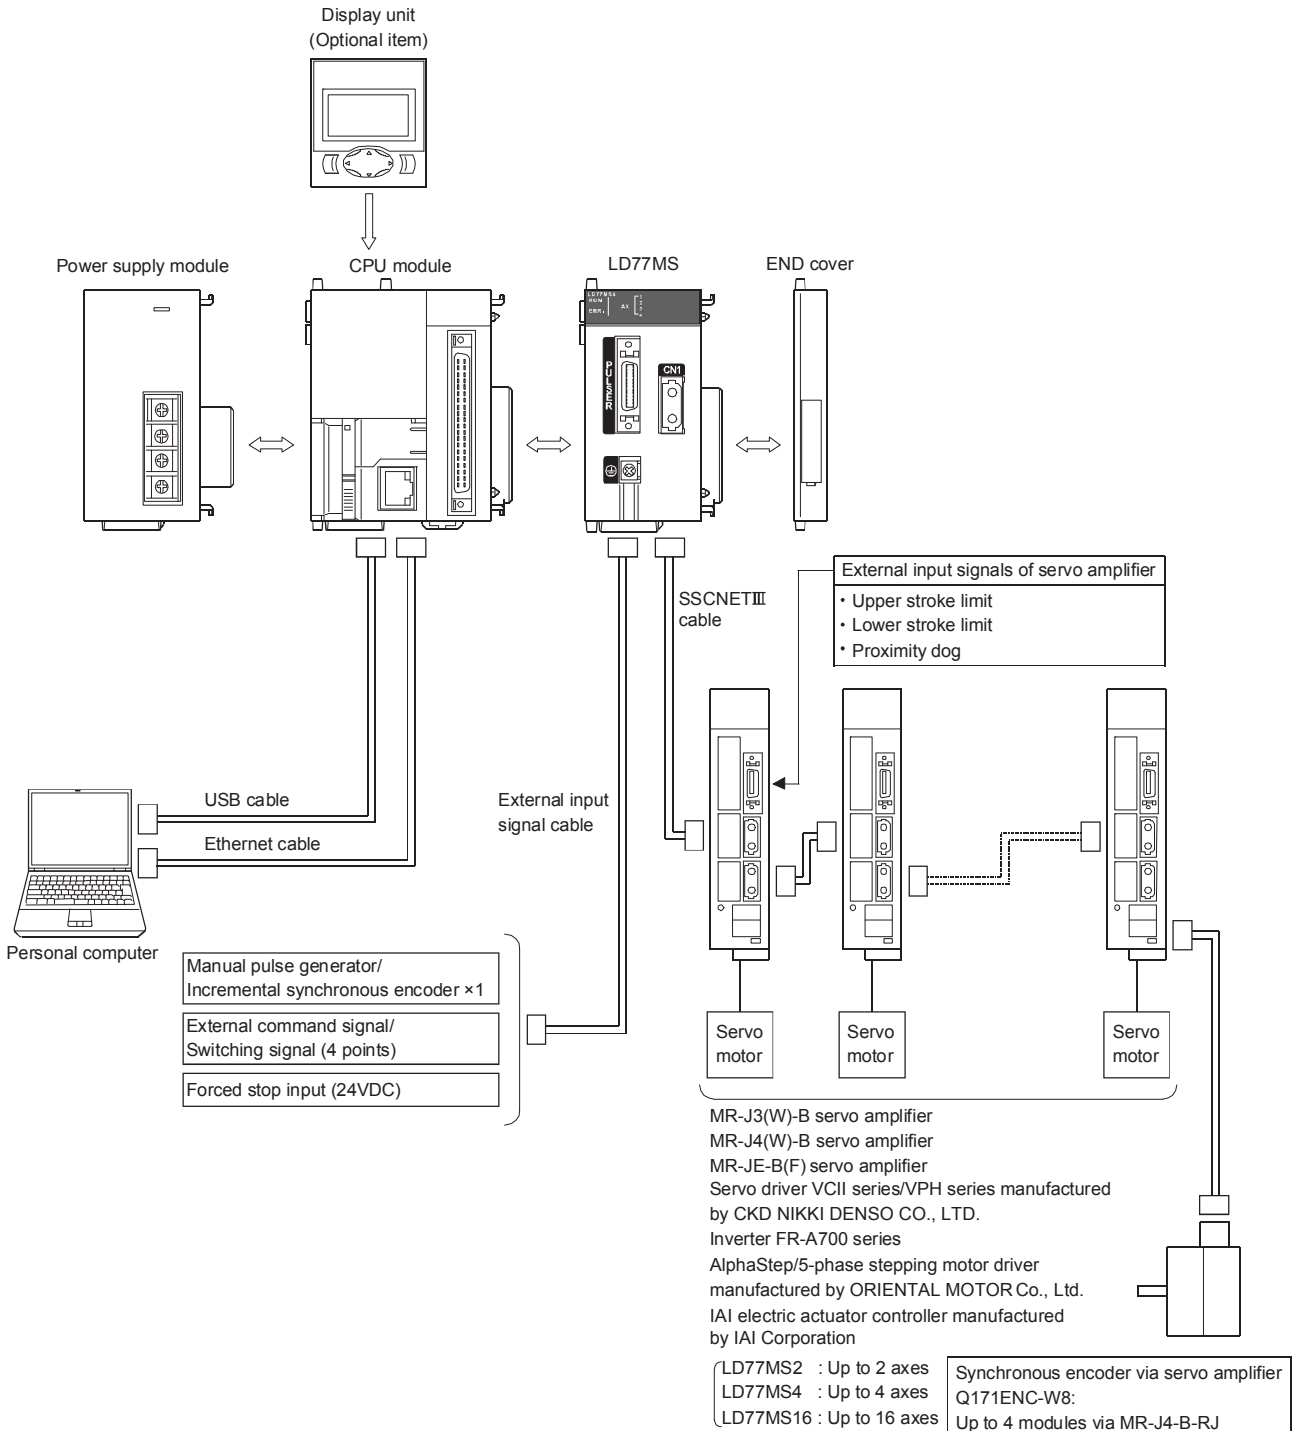 Display unit
(Optional item)
Power supply module
CPU module
LD77MS
END cover
LD77MS4
RUN
ERR.
AX
1
2
3
4
PULSER
CN1
External input signals of servo amplifier
・Upper stroke limit
・Lower stroke limit
・Proximity dog
SSCNETⅢ
cable
USB cable
Ethernet cable
External input
signal cable
Personal computer
Manual pulse generator/
Incremental synchronous encoder ×1
External command signal/
Switching signal (4 points)
Forced stop input (24VDC)
Servo
motor
Servo
motor
Servo
motor
MR-J3(W)-B servo amplifier
MR-J4(W)-B servo amplifier
MR-JE-B(F) servo amplifier
Servo driver VCII series/VPH series manufactured
by CKD NIKKI DENSO CO., LTD.
Inverter FR-A700 series
AlphaStep/5-phase stepping motor driver
manufactured by ORIENTAL MOTOR Co., Ltd.
IAI electric actuator controller manufactured
by IAI Corporation
LD77MS2 : Up to 2 axes
LD77MS4 : Up to 4 axes
LD77MS16 : Up to 16 axes
Synchronous encoder via servo amplifier
Q171ENC-W8:
Up to 4 modules via MR-J4-B-RJ